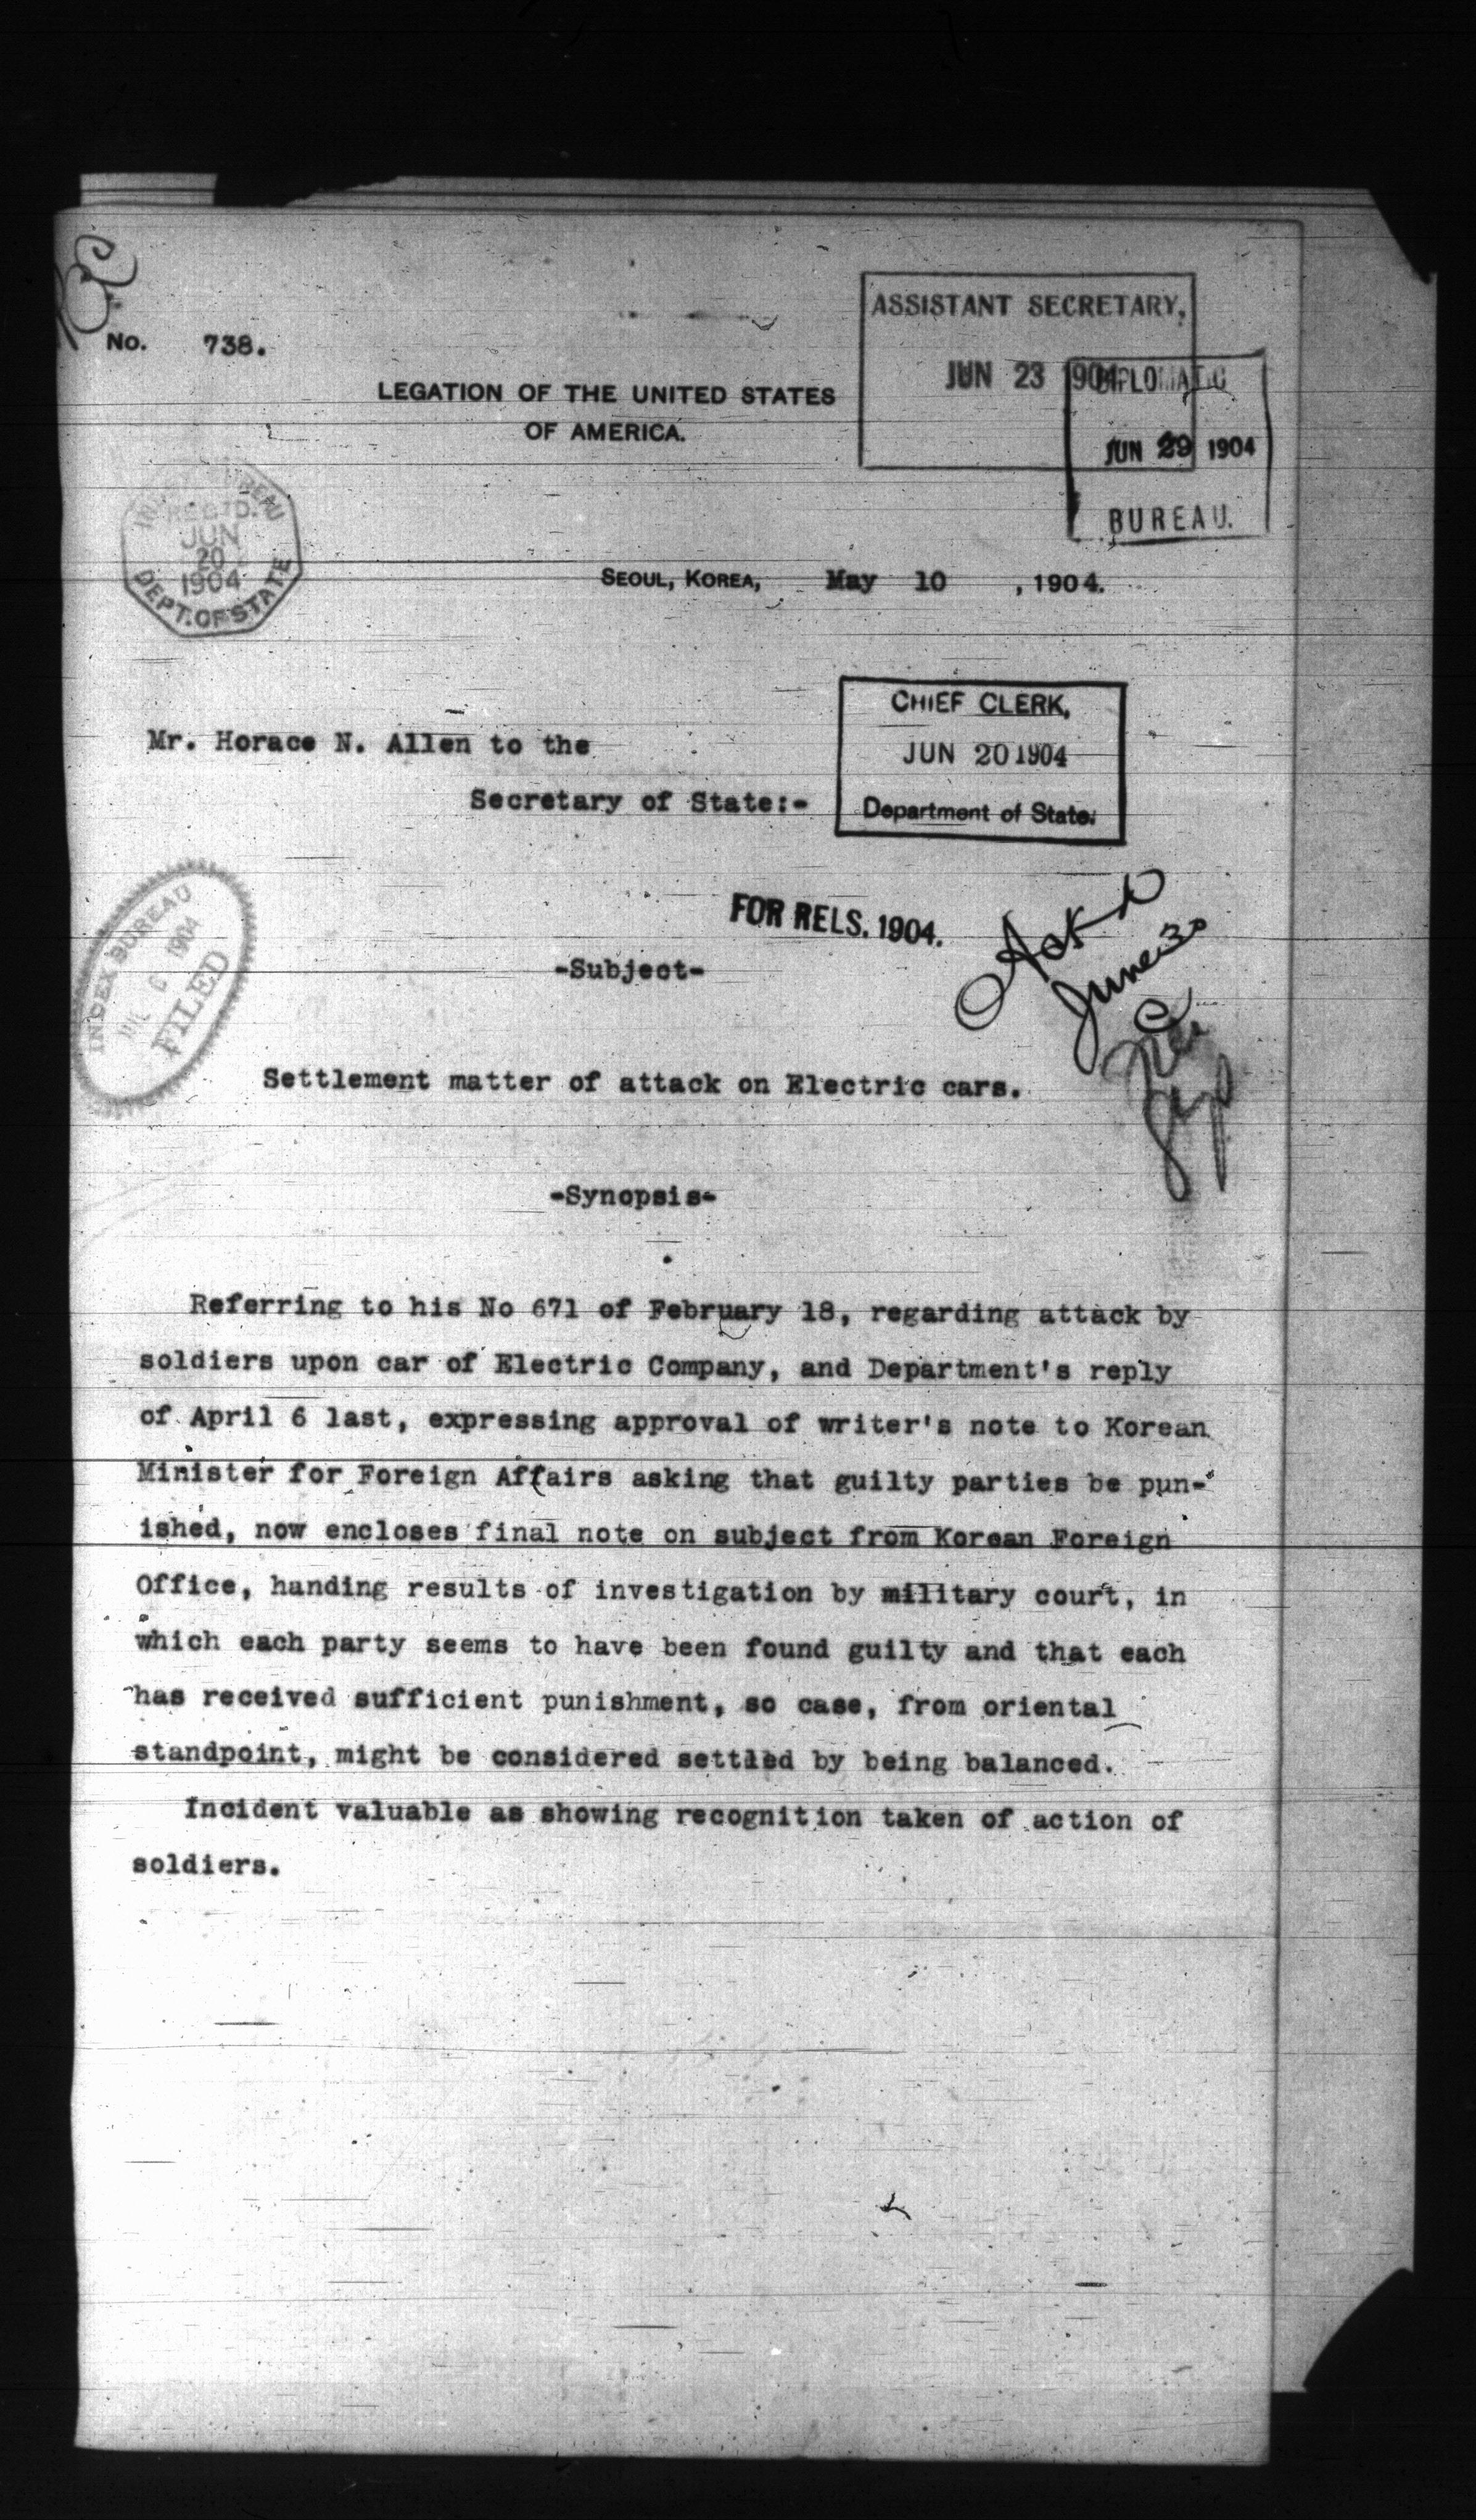 No. 738.
ASSISTANT SECRETARY,
JUN 23 1904
DIPLOMATIC
JUN 29 1904
BUREAU.
LEGATION OF THE UNITED STATES
OF AMERICA.
INDEX BUREAU
REC'D.
JUN
20
1904
DEPT. OF STATE
SEOUL, KOREA, May 10 , 1904.
CHIEF CLERK,
JUN 20 1904
Department of State.
Mr. Horace N. Allen to the
Secretary of State:-
INDEX BUREAU
6 1904
FILED
FOR RELS. 1904.
Ack'd
June 30
-Subject-
Settlement matter of attack on Electric cars.
-Synopsis-
Referring to his No 671 of February 18, regarding attack by
soldiers upon car of Electric Company, and Department's reply
of April 6 last, expressing approval of writer's note to Korean
Minister for Foreign Affairs asking that guilty parties be pun-
ished, now encloses final note on subject from Korean Foreign
Office, handing results of investigation by military court, in
which each party seems to have been found guilty and that each
has received sufficient punishment, so case, from oriental
standpoint, might be considered settled by being balanced.
Incident valuable as showing recognition taken of action of
soldiers.